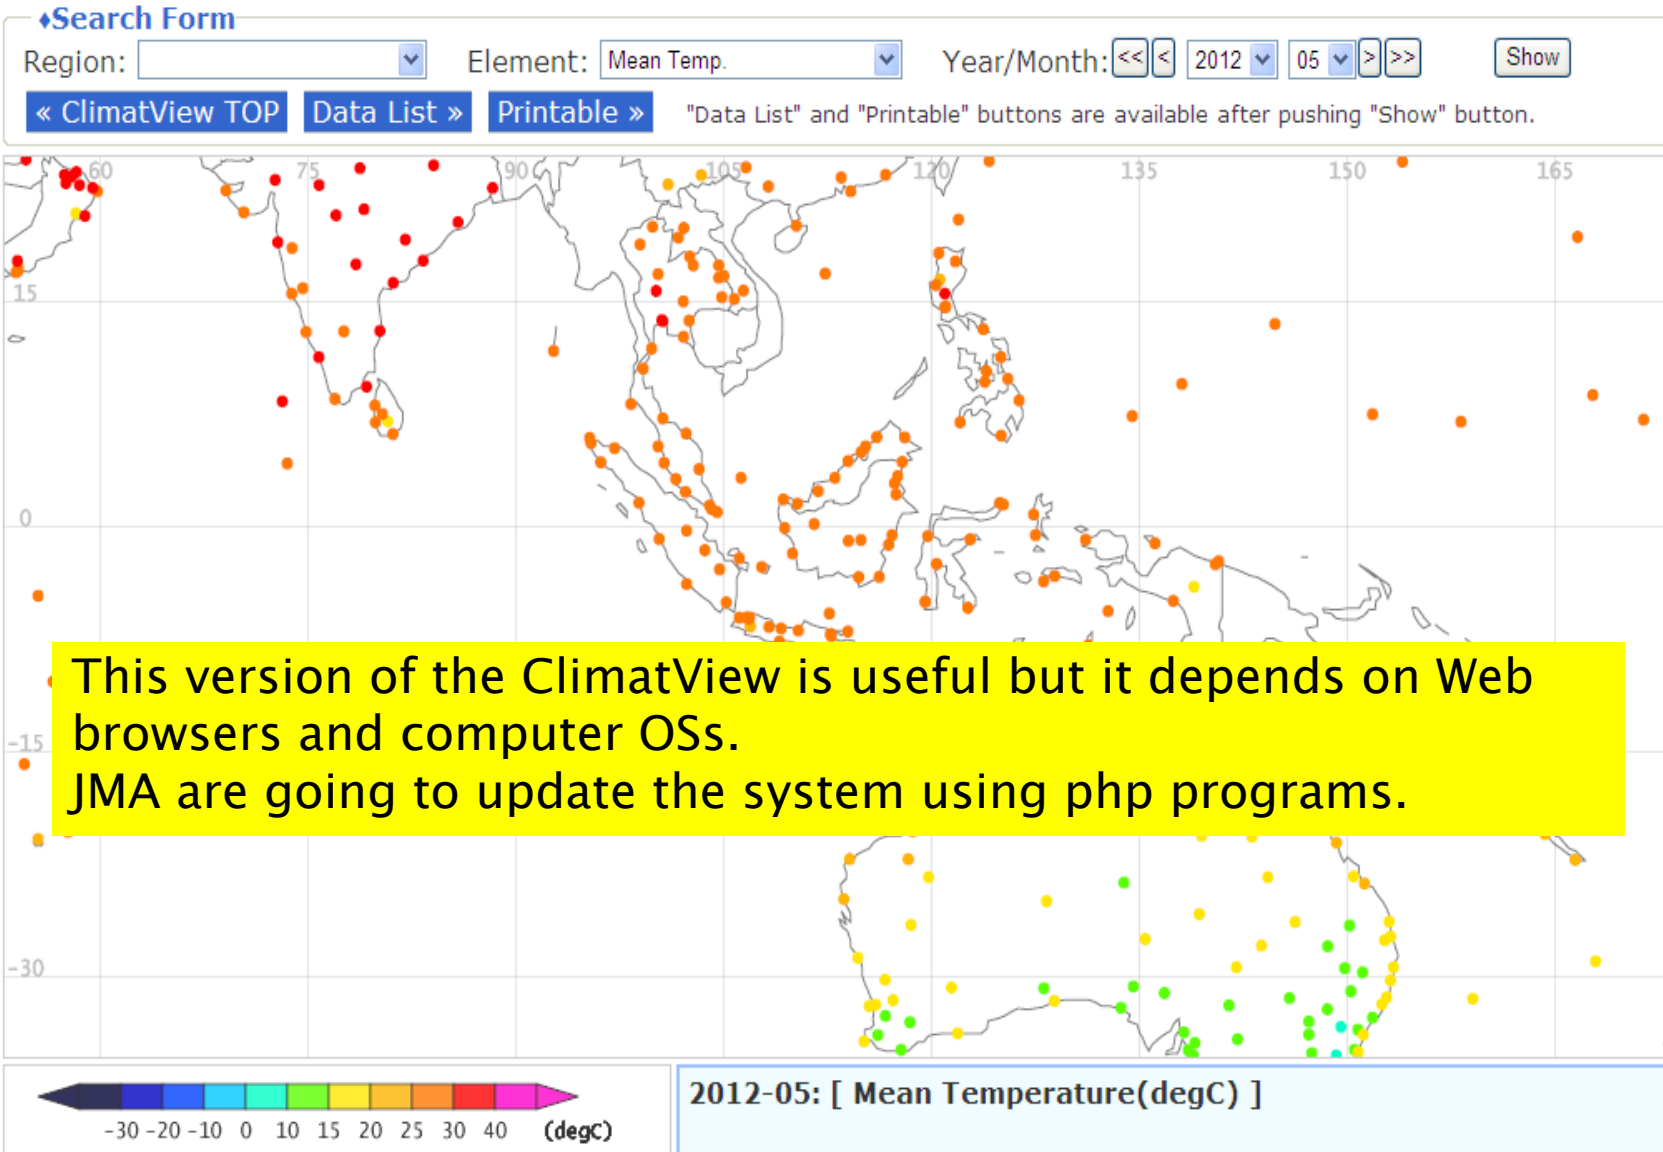 ♦Search Form
Region: Element: Mean Temp. Year/Month: << < 2012 05 > >> Show
« ClimatView TOP Data List » Printable » "Data List" and "Printable" buttons are available after pushing "Show" button.
60 75 90 105 120 135 150 165
15
0
This version of the ClimatView is useful but it depends on Web
browsers and computer OSs.
JMA are going to update the system using php programs.
-15
-30
2012-05: [ Mean Temperature(degC) ]
-30 -20 -10 0 10 15 20 25 30 40 (degC)